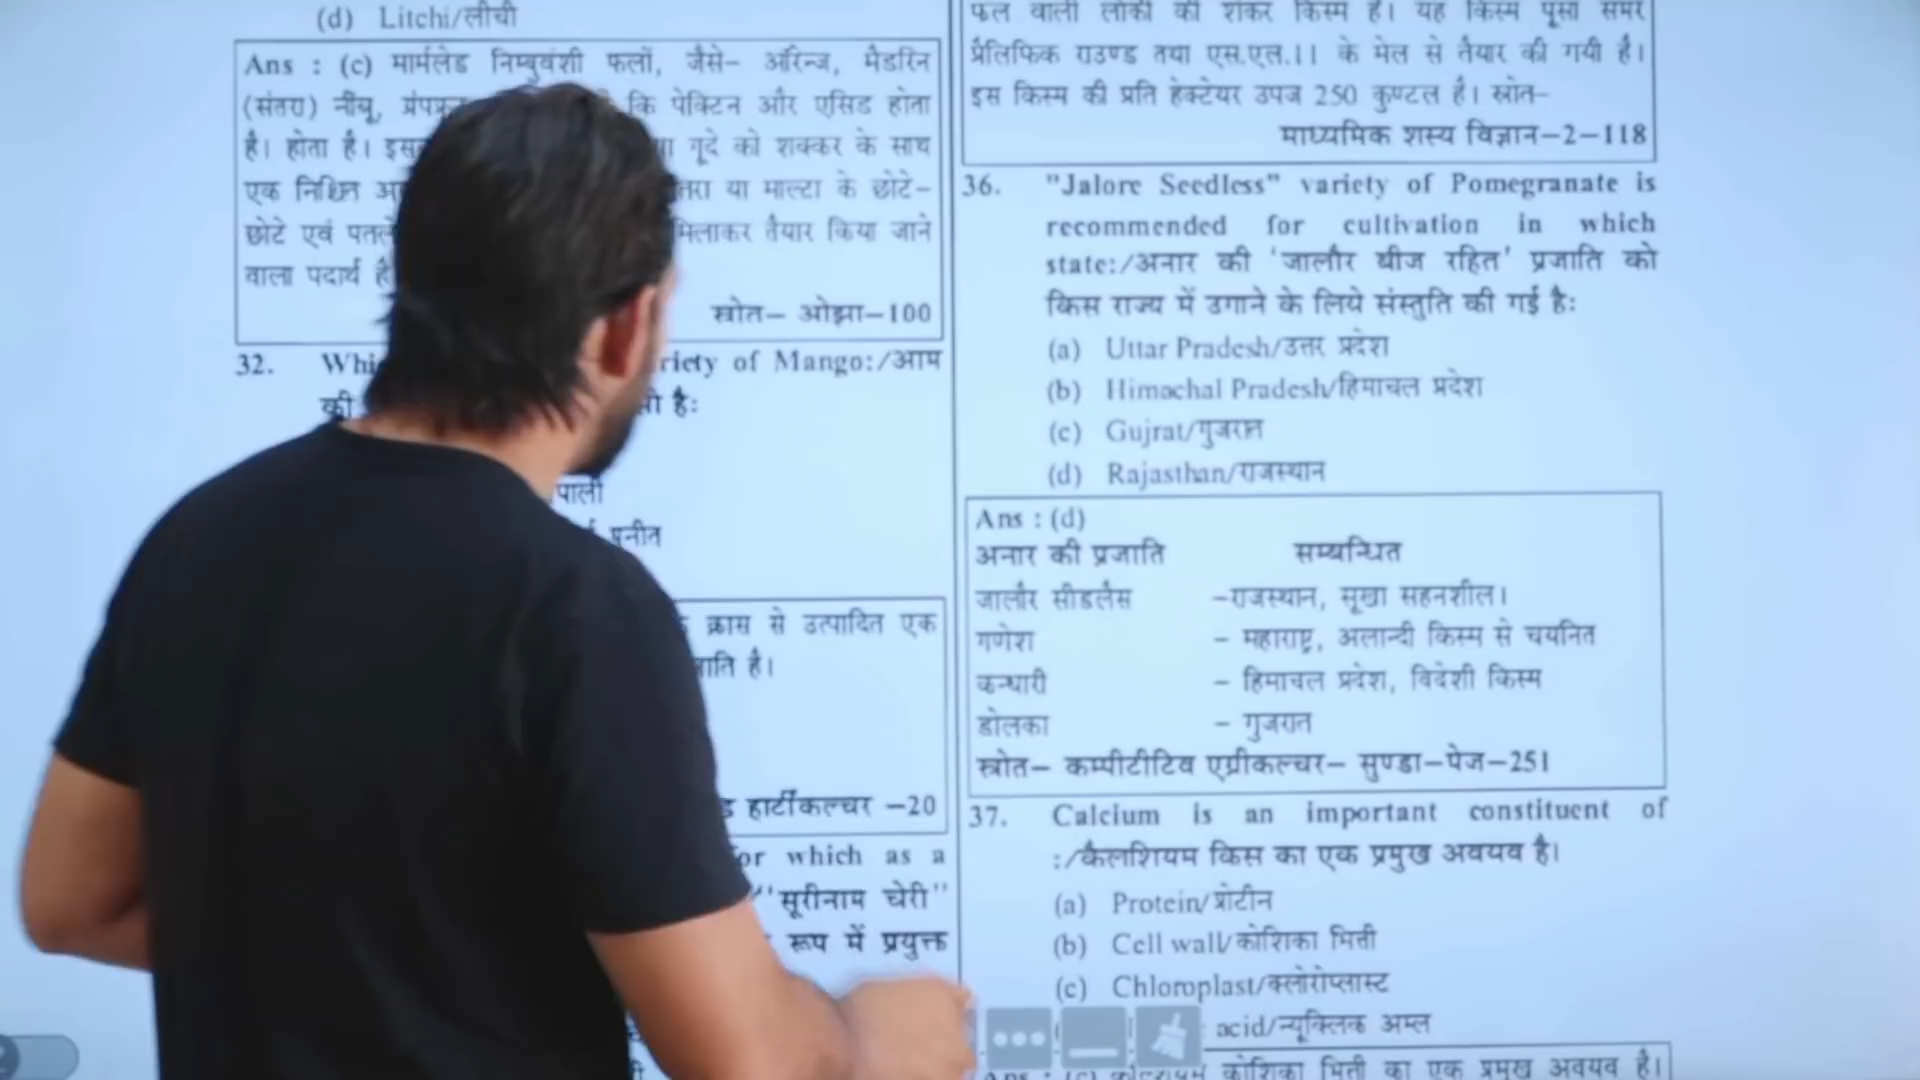 (d) Litchi/लीची
Ans : (c) मार्मलेड निम्बुवंशी फलों, जैसे– ऑरेन्ज, मैडरिन
(संतरा) नींबू, कि पेक्टिन और एसिड होता
है। होता है। गूदे को शक्कर के साथ
एक निश्चित तरा या माल्टा के छोटे–
छोटे एवं पतले मिलाकर तैयार किया जाने
वाला पदार्थ है
स्रोत– ओझा–100
32. Whi riety of Mango:/आम
की है:
पाली
पुनीत
क्रास से उत्पादित एक
जाति है।
हार्टीकल्चर –20
or which as a
"सूरीनाम चेरी"
रूप में प्रयुक्त
फल वाली लौकी की शंकर किस्म है। यह किस्म पूसा समर
प्रैलिफिक राउण्ड तथा एस.एल.11 के मेल से तैयार की गयी है।
इस किस्म की प्रति हेक्टेयर उपज 250 कुण्टल है। स्रोत–
माध्यमिक शस्य विज्ञान–2–118
36. "Jalore Seedless" variety of Pomegranate is
recommended for cultivation in which
state:/अनार की 'जालौर बीज रहित' प्रजाति को
किस राज्य में उगाने के लिये संस्तुति की गई है:
(a) Uttar Pradesh/उत्तर प्रदेश
(b) Himachal Pradesh/हिमाचल प्रदेश
(c) Gujrat/गुजरात
(d) Rajasthan/राजस्थान
Ans : (d)
अनार की प्रजाति सम्बन्धित
जालौर सीडलैस –राजस्थान, सूखा सहनशील।
गणेश – महाराष्ट्र, अलान्दी किस्म से चयनित
कन्धारी – हिमाचल प्रदेश, विदेशी किस्म
डोलका – गुजरात
स्त्रोत– कम्पीटीटिव एग्रीकल्चर– सुण्डा–पेज–251
37. Calcium is an important constituent of
:/कैलशियम किस का एक प्रमुख अवयव है।
(a) Protein/प्रोटीन
(b) Cell wall/कोशिका भित्ती
(c) Chloroplast/क्लोरोप्लास्ट
acid/न्यूक्लिक अम्ल
कोशिका भित्ती का एक प्रमुख अवयव है।